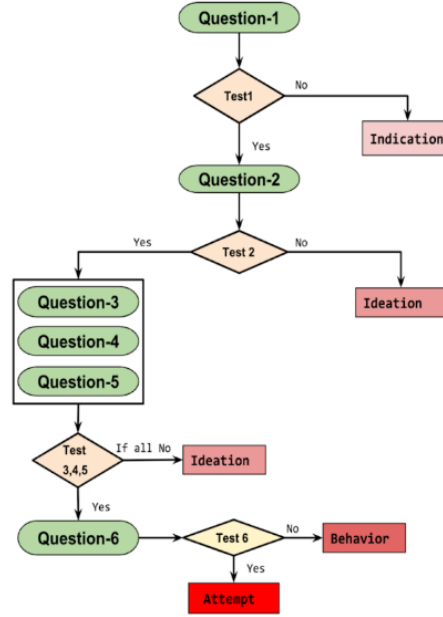 Question-1
Test1
No
Indication
Yes
Question-2
Yes
Test 2
No
Question-3
Ideation
Question-4
Question-5
Test
3,4,5
If all No
Ideation
Yes
Question-6
Test 6
No
Behavior
Yes
Attempt